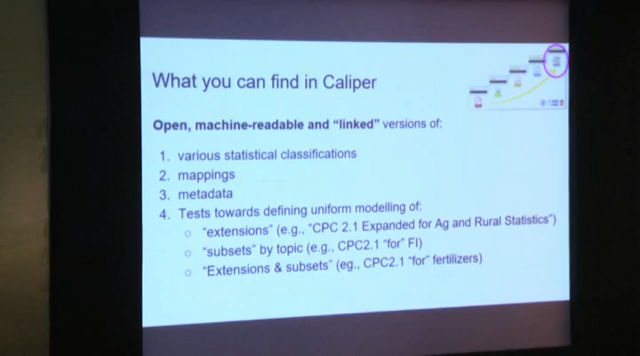 What you can find in Caliper
Open, machine-readable and “linked” versions of:
1. various statistical classifications
2. mappings
3. metadata
4. Tests towards defining uniform modelling of:
○ “extensions” (e.g., “CPC 2.1 Expanded for Ag and Rural Statistics”)
○ “subsets” by topic (e.g., CPC2.1 “for” FI)
○ “Extensions & subsets” (eg., CPC2.1 “for” fertilizers)